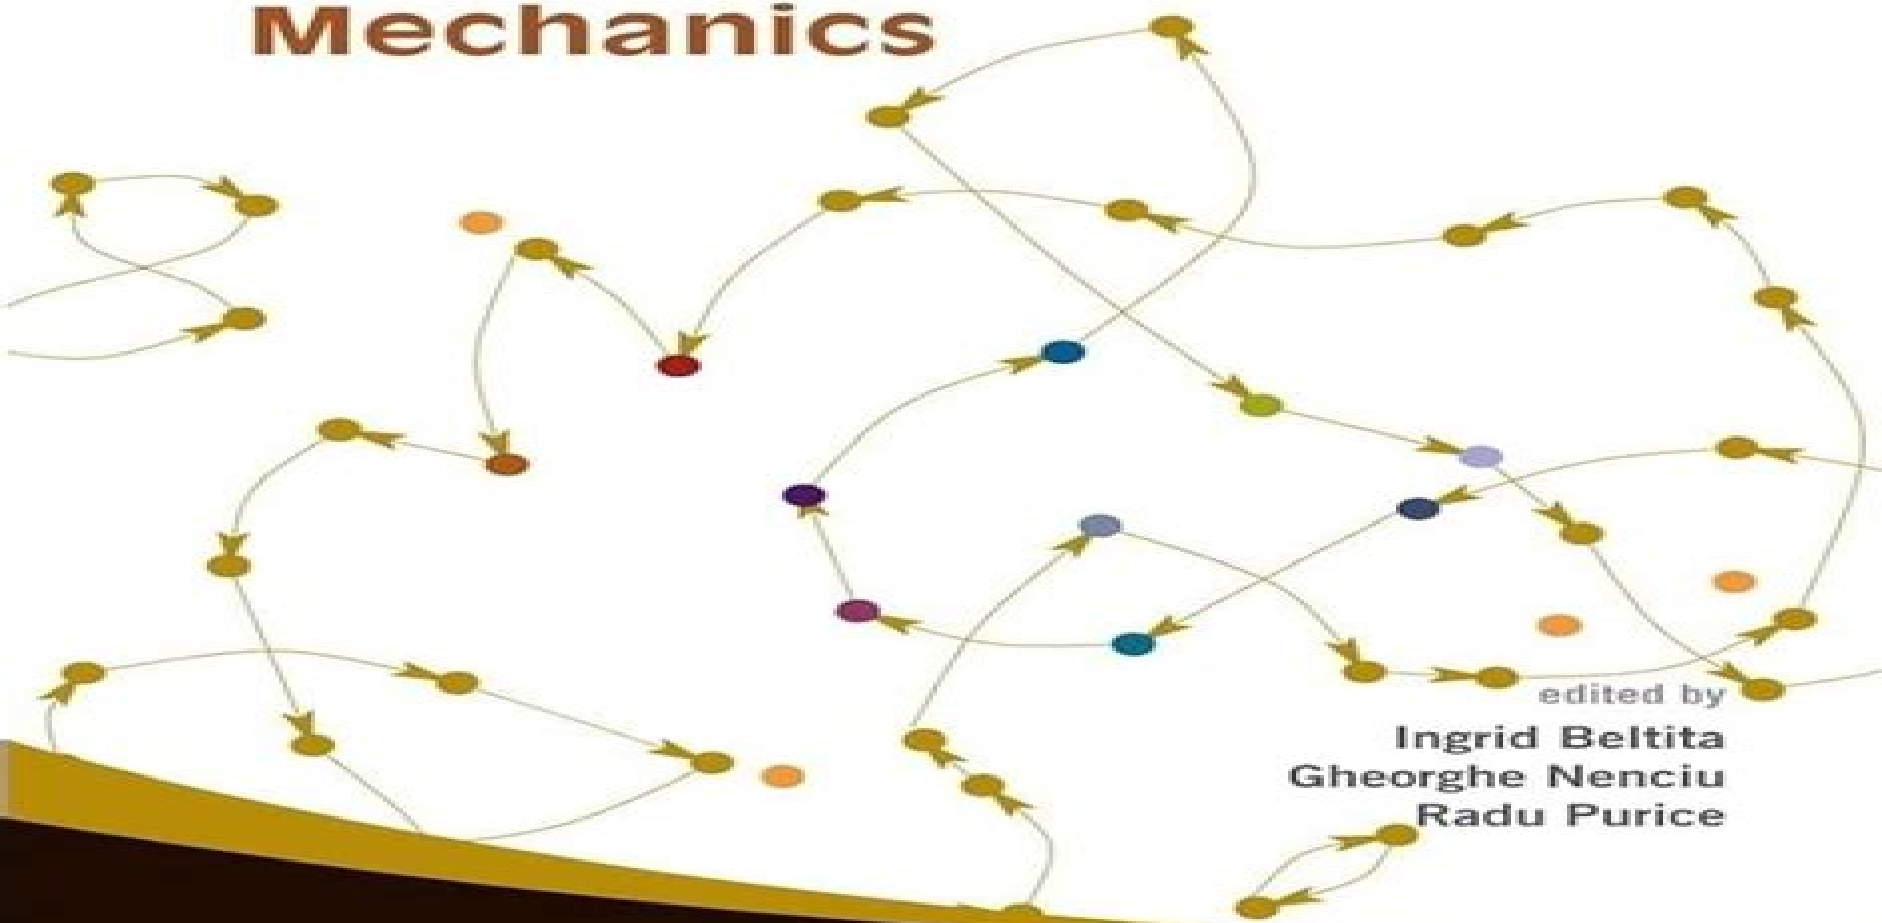 Mechanics
edited by
Ingrid Beltita
Gheorghe Nenciu
Radu Purice